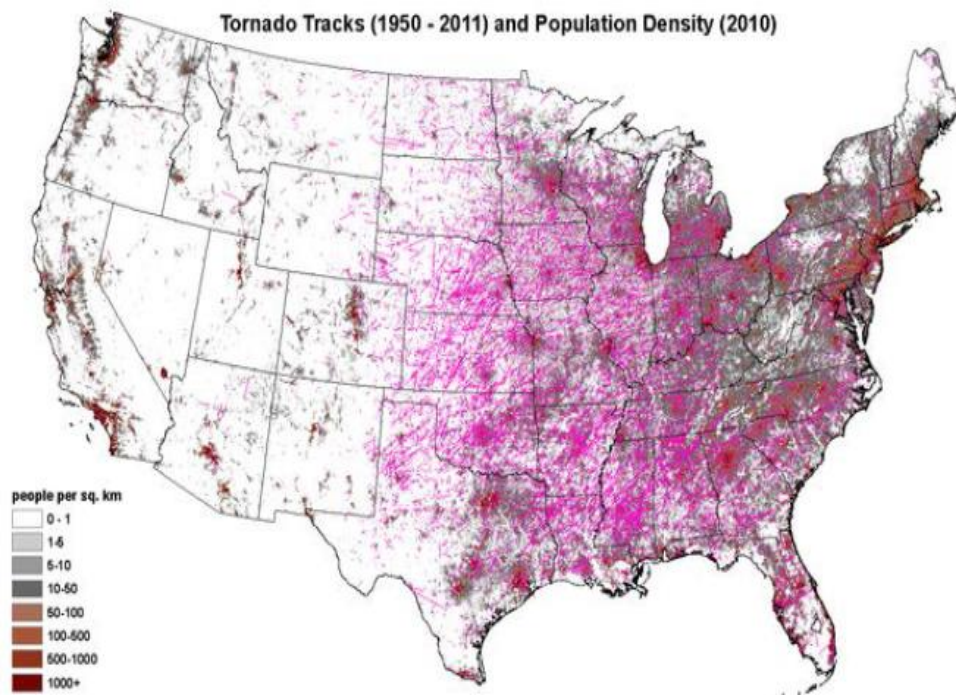 Tornado Tracks (1950 - 2011) and Population Density (2010)
people per sq. km
0 - 1
1-5
5-10
10-50
50-100
100-500
500-1000
1000+